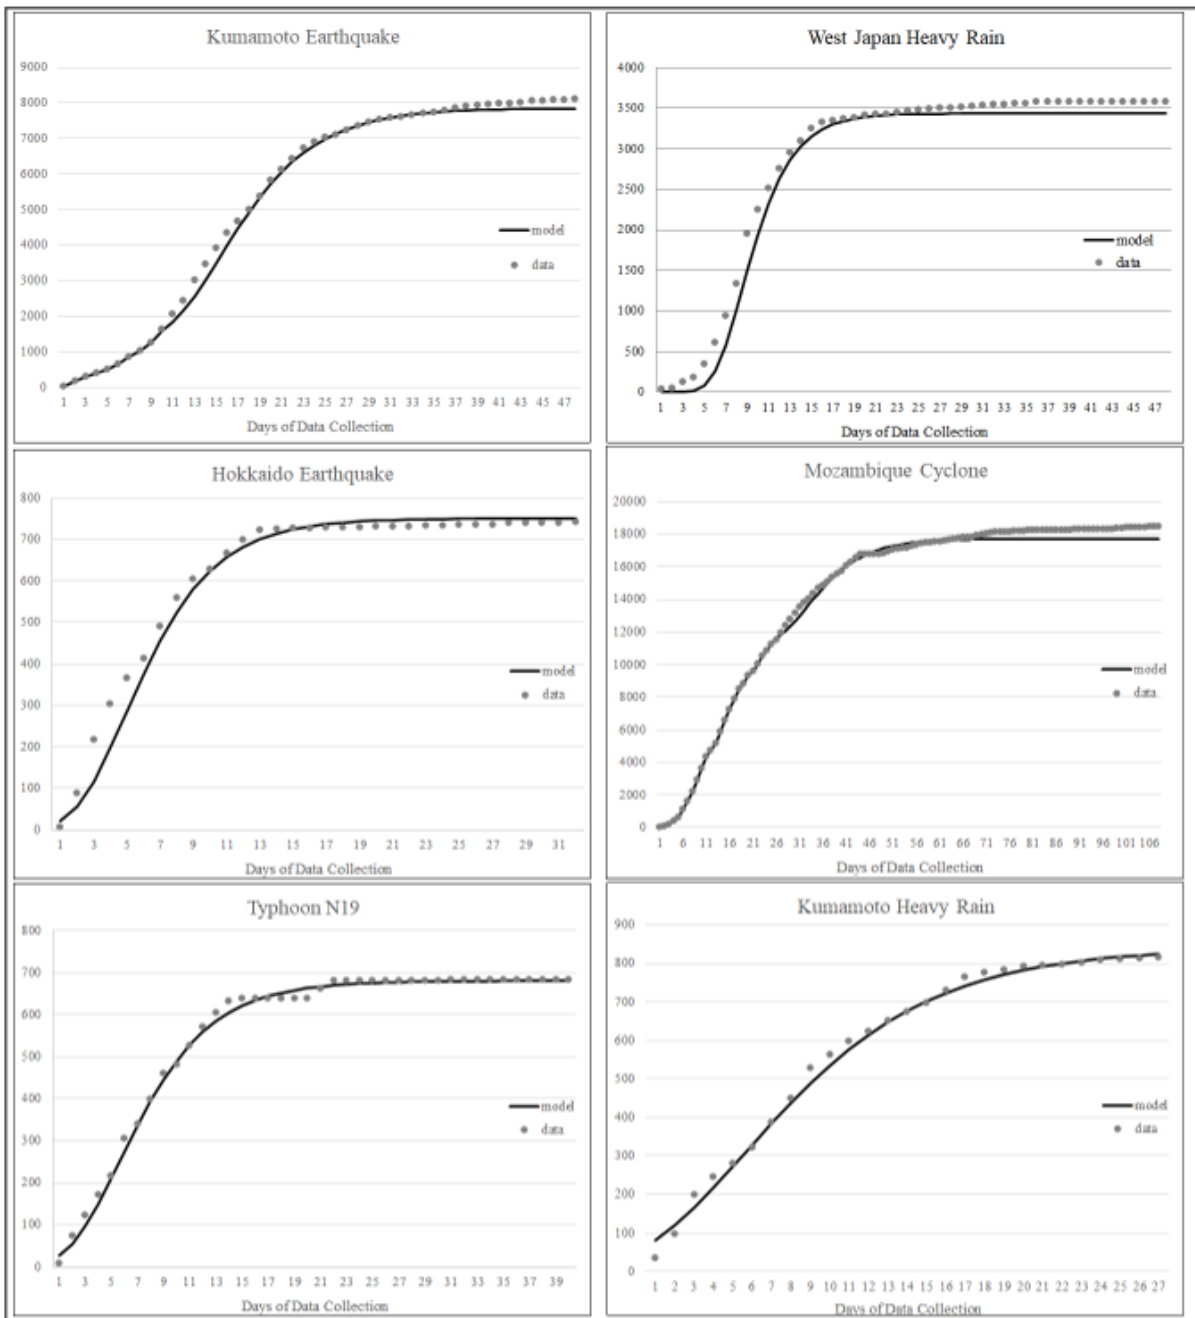 Kumamoto Earthquake
9000
8000
7000
6000
5000
4000
3000
2000
1000
0
1 3 5 7 9 11 13 15 17 19 21 23 25 27 29 31 33 35 37 39 41 43 45 47
Days of Data Collection
model
data
West Japan Heavy Rain
4000
3500
3000
2500
2000
1500
1000
500
0
1 3 5 7 9 11 13 15 17 19 21 23 25 27 29 31 33 35 37 39 41 43 45 47
Days of Data Collection
model
data
Hokkaido Earthquake
800
700
600
500
400
300
200
100
0
1 3 5 7 9 11 13 15 17 19 21 23 25 27 29 31
Days of Data Collection
model
data
Mozambique Cyclone
20000
18000
16000
14000
12000
10000
8000
6000
4000
2000
0
1 6 11 16 21 26 31 36 41 46 51 56 61 66 71 76 81 86 91 96 101 106
Days of Data Collection
model
data
Typhoon N19
800
700
600
500
400
300
200
100
0
1 3 5 7 9 11 13 15 17 19 21 23 25 27 29 31 33 35 37 39
Days of Data Collection
model
data
Kumamoto Heavy Rain
900
800
700
600
500
400
300
200
100
0
1 2 3 4 5 6 7 8 9 10 11 12 13 14 15 16 17 18 19 20 21 22 23 24 25 26 27
Days of Data Collection
model
data